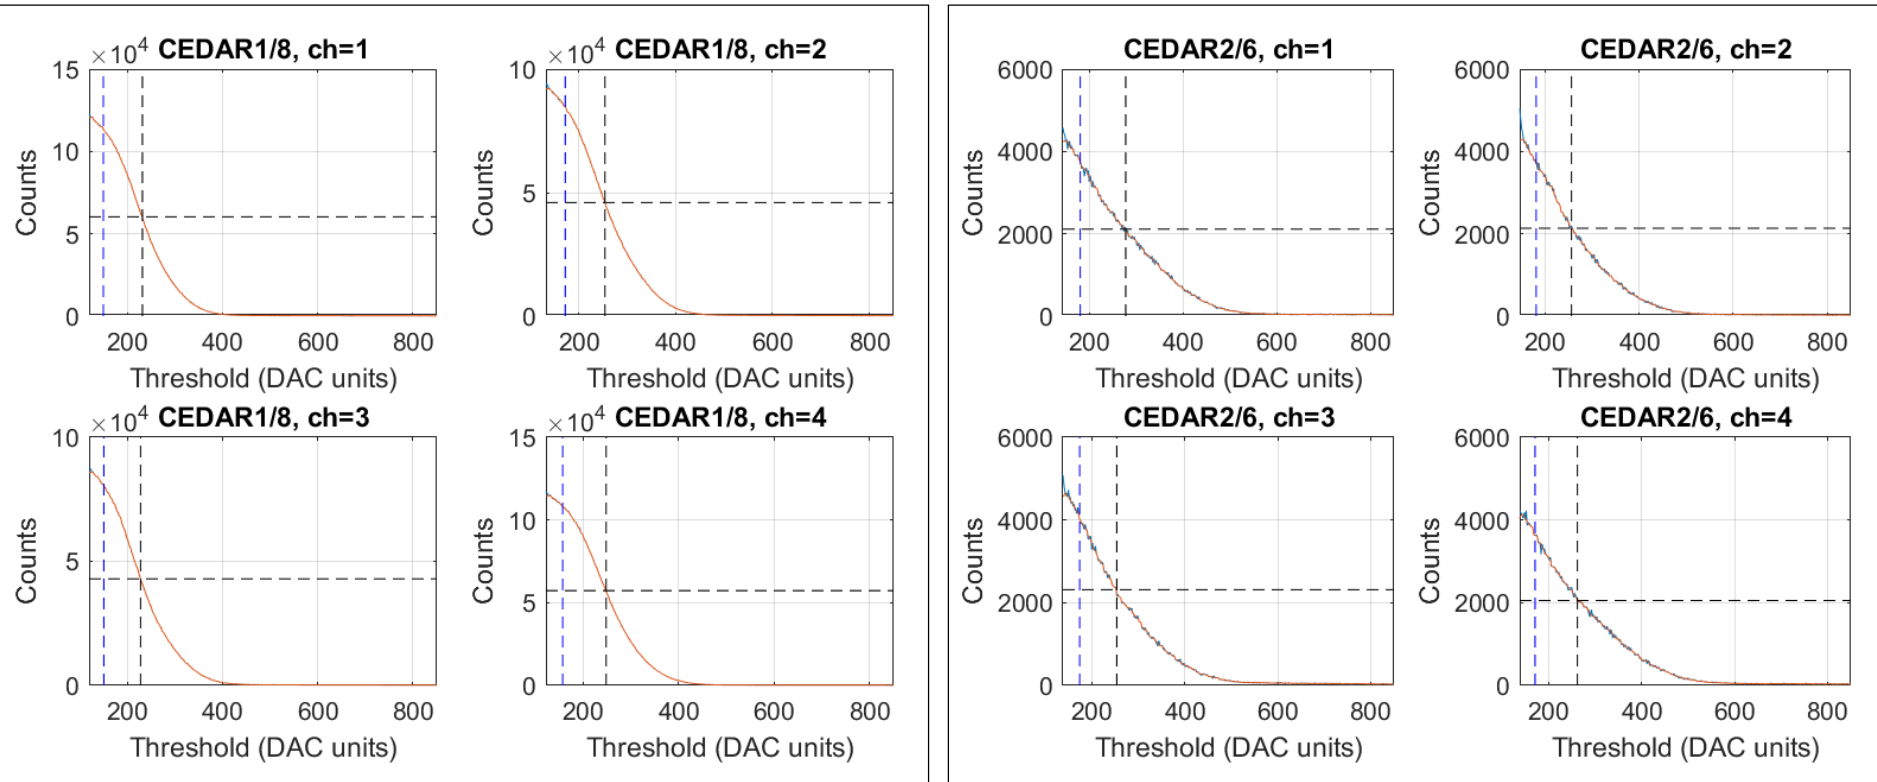 ×10⁴ CEDAR1/8, ch=1
15
10
5
0
Counts
200 400 600 800
Threshold (DAC units)
×10⁴ CEDAR1/8, ch=2
10
5
0
Counts
200 400 600 800
Threshold (DAC units)
×10⁴ CEDAR1/8, ch=3
10
5
0
Counts
200 400 600 800
Threshold (DAC units)
×10⁴ CEDAR1/8, ch=4
15
10
5
0
Counts
200 400 600 800
Threshold (DAC units)
CEDAR2/6, ch=1
6000
4000
2000
0
Counts
200 400 600 800
Threshold (DAC units)
CEDAR2/6, ch=2
6000
4000
2000
0
Counts
200 400 600 800
Threshold (DAC units)
CEDAR2/6, ch=3
6000
4000
2000
0
Counts
200 400 600 800
Threshold (DAC units)
CEDAR2/6, ch=4
6000
4000
2000
0
Counts
200 400 600 800
Threshold (DAC units)